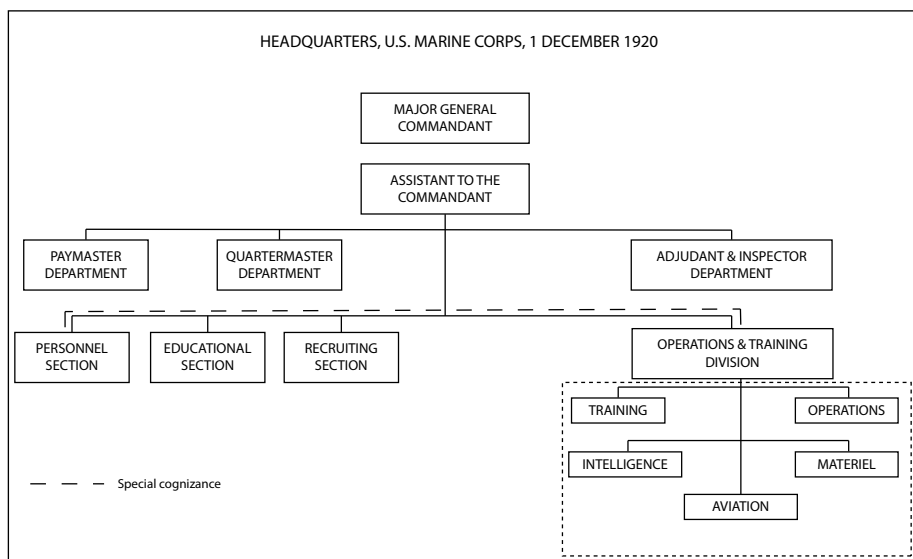 HEADQUARTERS, U.S. MARINE CORPS, 1 DECEMBER 1920
MAJOR GENERAL
COMMANDANT
ASSISTANT TO THE
COMMANDANT
PAYMASTER
DEPARTMENT
QUARTERMASTER
DEPARTMENT
ADJUDANT & INSPECTOR
DEPARTMENT
PERSONNEL
SECTION
EDUCATIONAL
SECTION
RECRUITING
SECTION
OPERATIONS & TRAINING
DIVISION
TRAINING
OPERATIONS
INTELLIGENCE
MATERIEL
AVIATION
Special cognizance